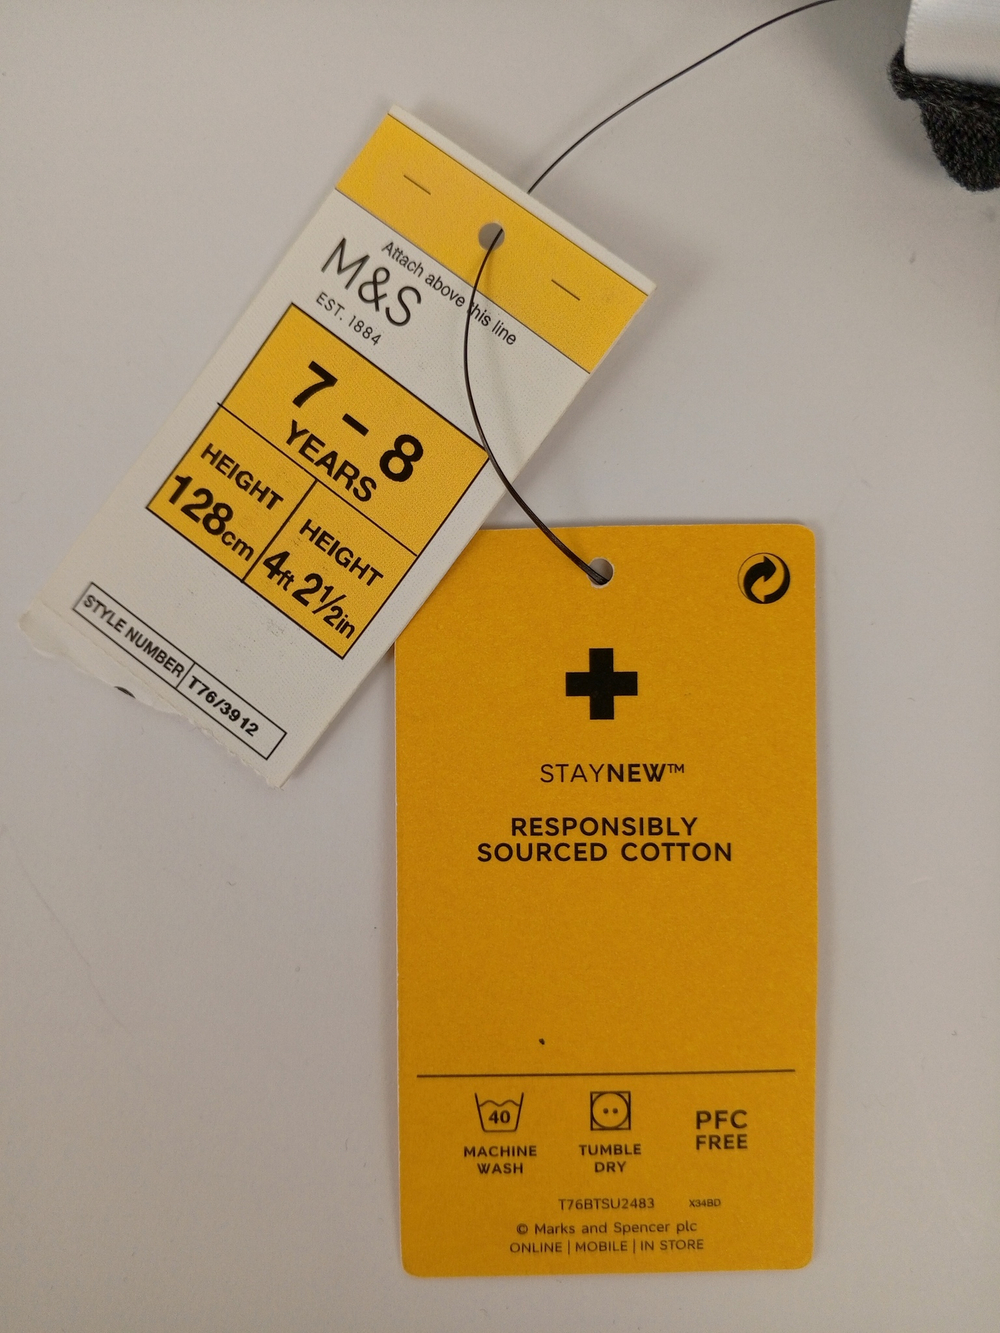 Attach above this line
M&S
EST. 1884
7 – 8
YEARS
HEIGHT
128cm
HEIGHT
4ft 2½in
STYLE NUMBER T76/3912
STAYNEW™
RESPONSIBLY
SOURCED COTTON
40
MACHINE
WASH
TUMBLE
DRY
PFC
FREE
T76BTSU2483 X34BD
© Marks and Spencer plc
ONLINE | MOBILE | IN STORE